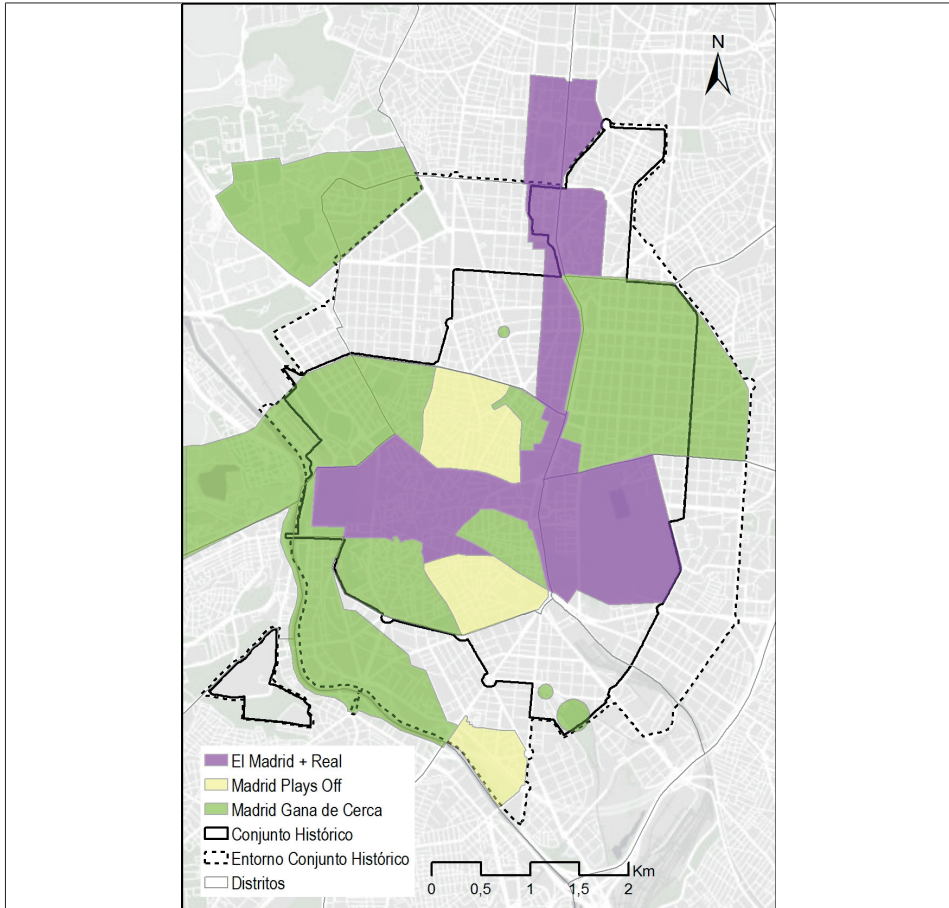 N
El Madrid + Real
Madrid Plays Off
Madrid Gana de Cerca
Conjunto Histórico
Entorno Conjunto Histórico
Distritos
Km
0 0,5 1 1,5 2